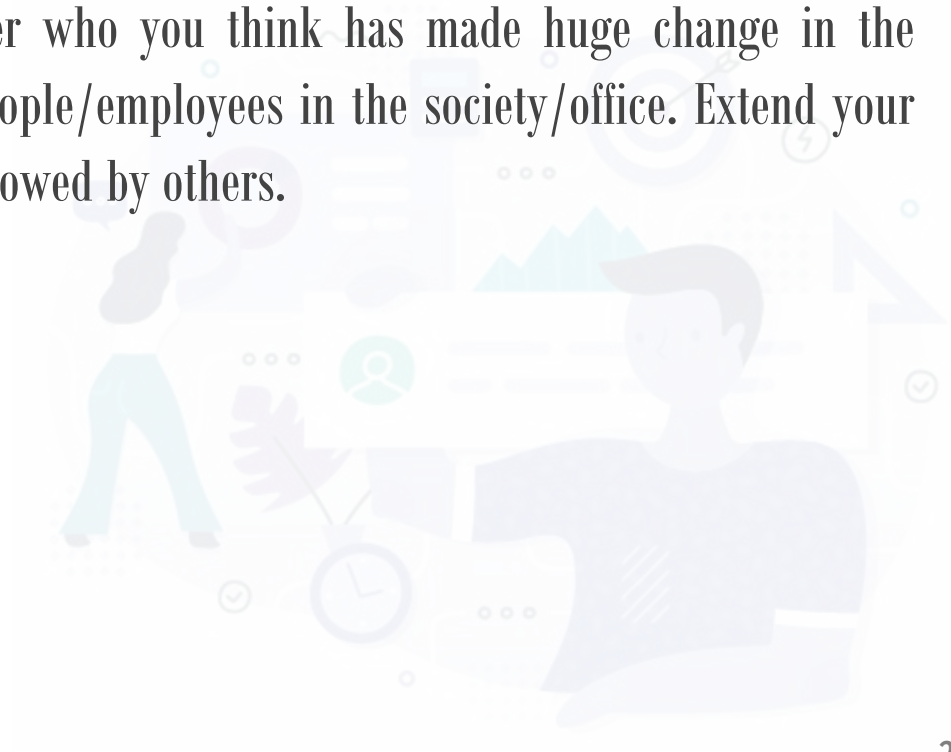 er who you think has made huge change in the
ople/employees in the society/office. Extend your
owed by others.